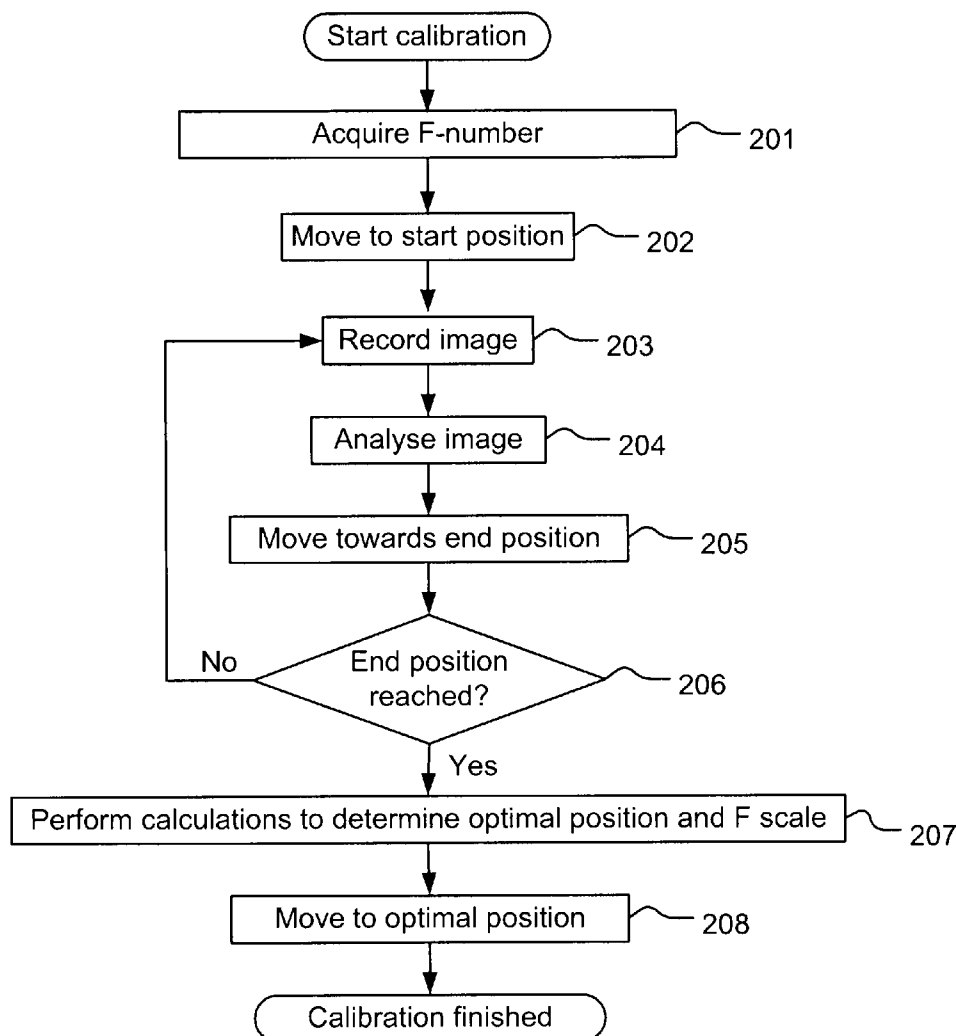 Start calibration
Acquire F-number
201
Move to start position
202
Record image
203
Analyse image
204
Move towards end position
205
No
End position
reached?
206
Yes
Perform calculations to determine optimal position and F scale
207
Move to optimal position
208
Calibration finished